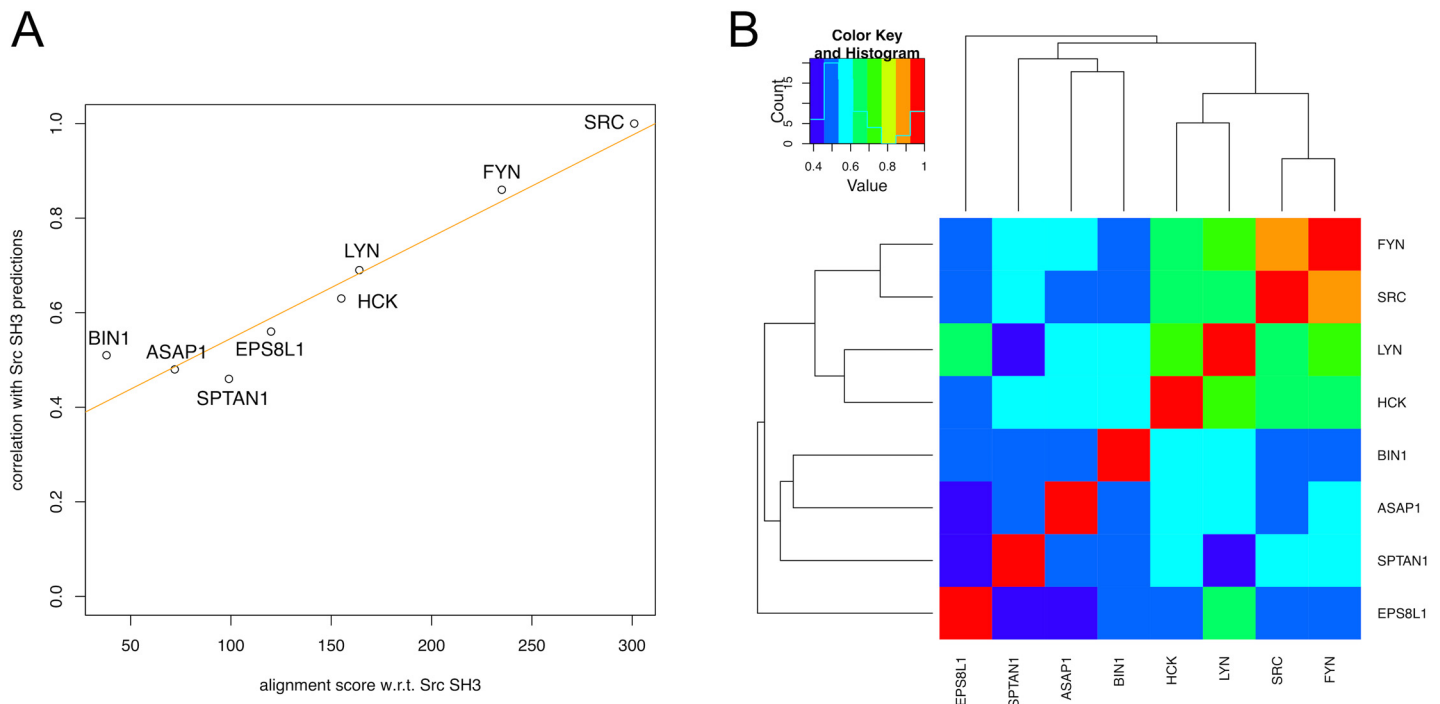 A
correlation with Src SH3 predictions
1.0
0.8
0.6
0.4
0.2
0.0
SRC
FYN
LYN
HCK
BIN1
ASAP1
EPS8L1
SPTAN1
50
100
150
200
250
300
alignment score w.r.t. Src SH3
B
Color Key
and Histogram
Count
15
5
0
0.4
0.6
0.8
1
Value
FYN
SRC
LYN
HCK
BIN1
ASAP1
SPTAN1
EPS8L1
EPS8L1
SPTAN1
ASAP1
BIN1
HCK
LYN
SRC
FYN